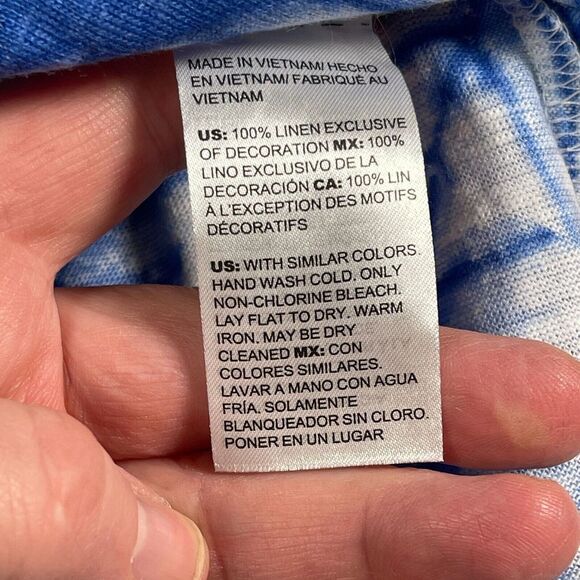 MADE IN VIETNAM/ HECHO
EN VIETNAM/ FABRIQUÉ AU
VIETNAM
US: 100% LINEN EXCLUSIVE
OF DECORATION MX: 100%
LINO EXCLUSIVO DE LA
DECORACIÓN CA: 100% LIN
À L'EXCEPTION DES MOTIFS
DÉCORATIFS
US: WITH SIMILAR COLORS.
HAND WASH COLD. ONLY
NON-CHLORINE BLEACH.
LAY FLAT TO DRY. WARM
IRON. MAY BE DRY
CLEANED MX: CON
COLORES SIMILARES.
LAVAR A MANO CON AGUA
FRÍA. SOLAMENTE
BLANQUEADOR SIN CLORO.
PONER EN UN LUGAR